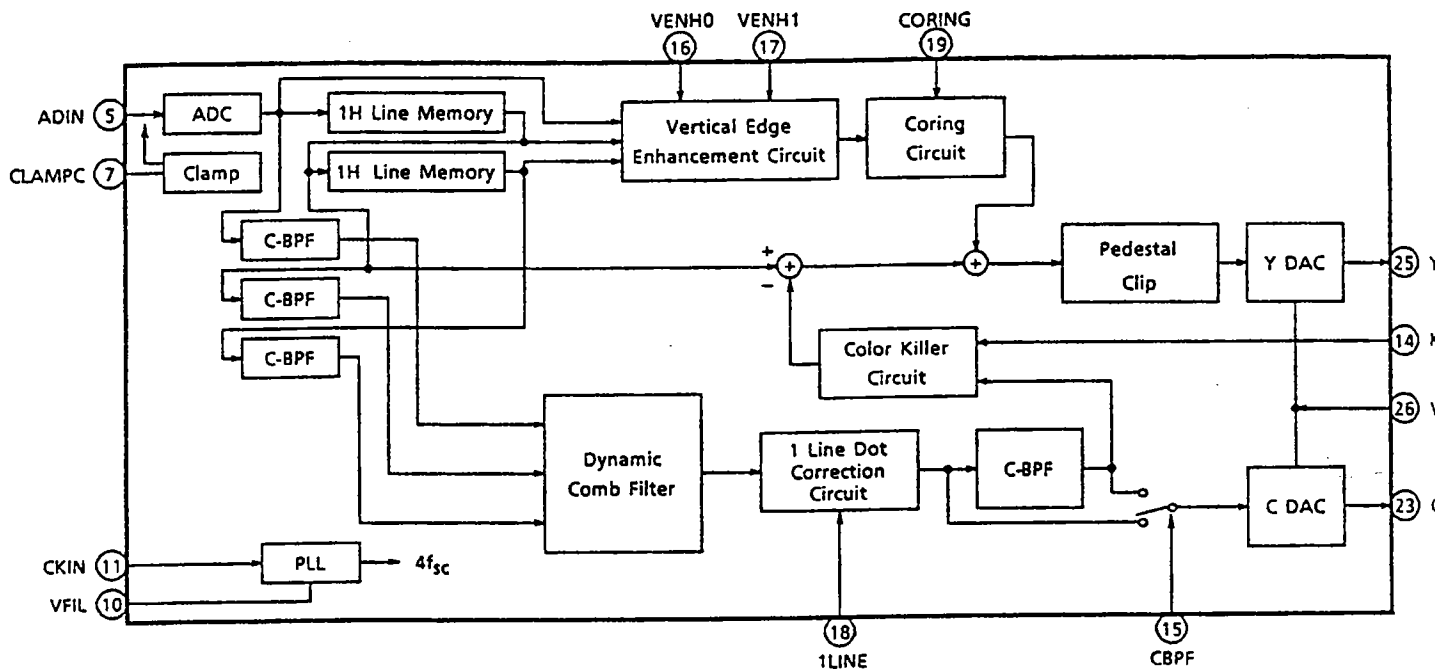 VENH0 VENH1 CORING
16 17 19
ADIN 5 ADC 1H Line Memory
Vertical Edge
Enhancement Circuit
Coring
Circuit
CLAMPC 7 Clamp 1H Line Memory
C-BPF
+
+ + Pedestal
Clip
Y DAC 25 Y
−
C-BPF
C-BPF
Color Killer
Circuit
14
26
Dynamic
Comb Filter
1 Line Dot
Correction
Circuit
C-BPF
C DAC 23
CKIN 11 PLL 4fsc
VFIL 10
18 15
1LINE CBPF